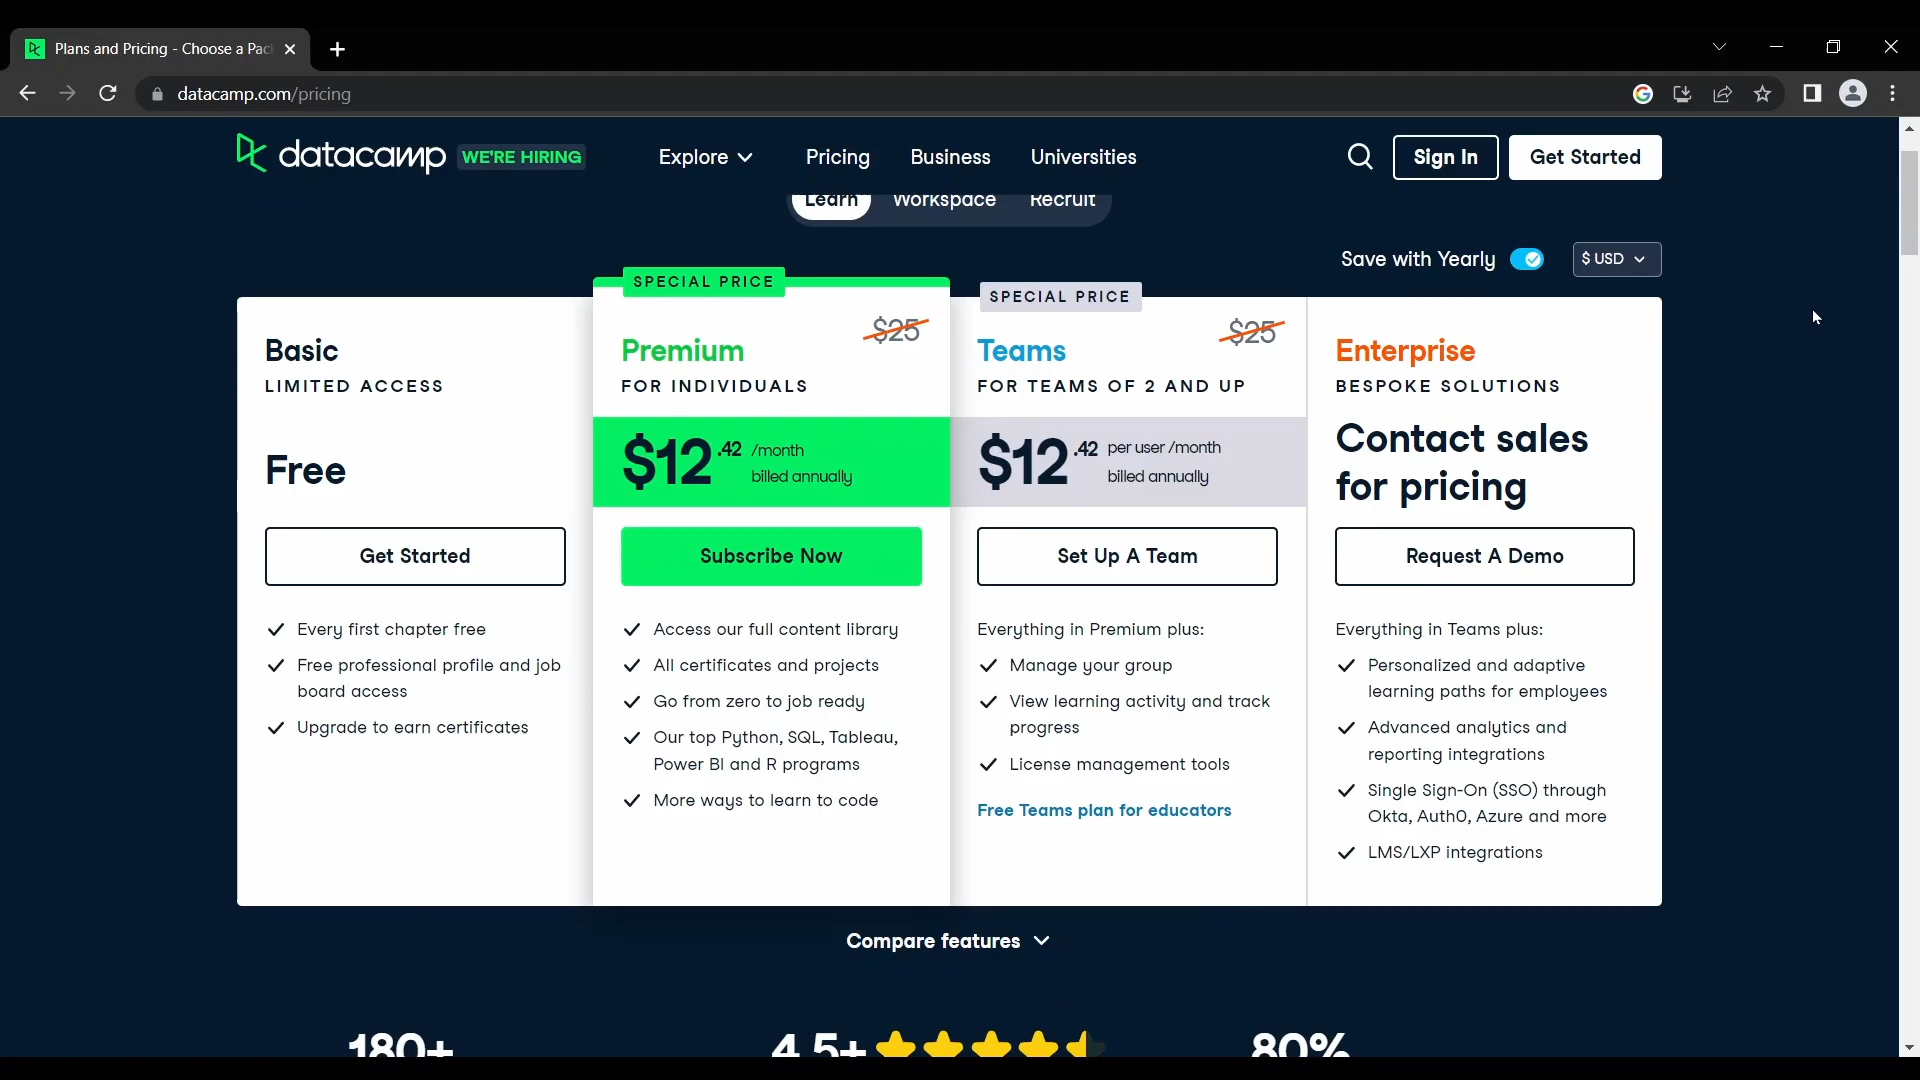 Plans and Pricing - Choose a Pac
datacamp.com/pricing
datacamp WE'RE HIRING
Explore
Pricing
Business
Universities
Sign In
Get Started
Learn
Workspace
Recruit
Save with Yearly
$ USD
Basic
LIMITED ACCESS
Free
Get Started
Every first chapter free
Free professional profile and job
board access
Upgrade to earn certificates
SPECIAL PRICE
$25
Premium
FOR INDIVIDUALS
$12.42 /month
billed annually
Subscribe Now
Access our full content library
All certificates and projects
Go from zero to job ready
Our top Python, SQL, Tableau,
Power BI and R programs
More ways to learn to code
SPECIAL PRICE
$25
Teams
FOR TEAMS OF 2 AND UP
$12.42 per user /month
billed annually
Set Up A Team
Everything in Premium plus:
Manage your group
View learning activity and track
progress
License management tools
Free Teams plan for educators
Enterprise
BESPOKE SOLUTIONS
Contact sales
for pricing
Request A Demo
Everything in Teams plus:
Personalized and adaptive
learning paths for employees
Advanced analytics and
reporting integrations
Single Sign-On (SSO) through
Okta, Auth0, Azure and more
LMS/LXP integrations
Compare features
180+
4.5+
80%